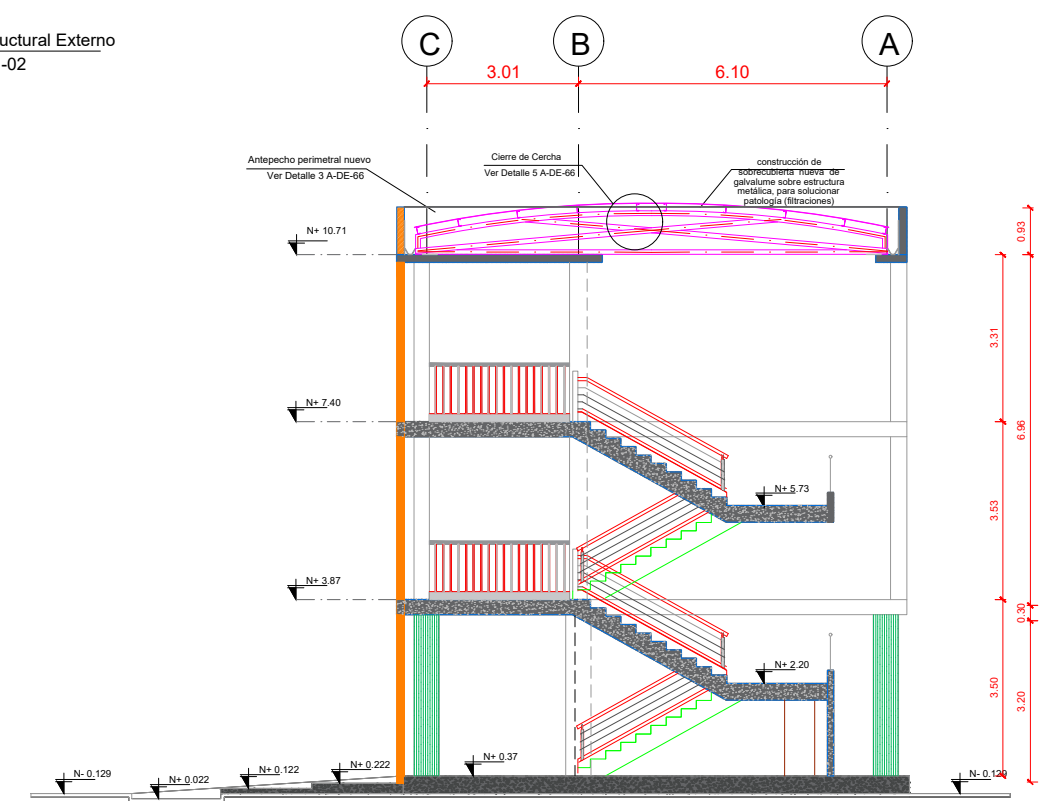 uctural Externo
-02
C
B
A
3.01
6.10
Antepecho perimetral nuevo
Ver Detalle 3 A-DE-66
Cierre de Cercha
Ver Detalle 5 A-DE-66
construcción de
sobrecubierta nueva de
galvalume sobre estructura
metálica, para solucionar
patología (filtraciones)
N+ 10.71
0.93
3.31
N+ 7.40
6.96
N+ 5.73
3.53
N+ 3.87
0.30
N+ 2.20
3.50
3.20
N+ 0.37
N+ 0.222
N+ 0.122
N+ 0.022
N- 0.129
N- 0.129